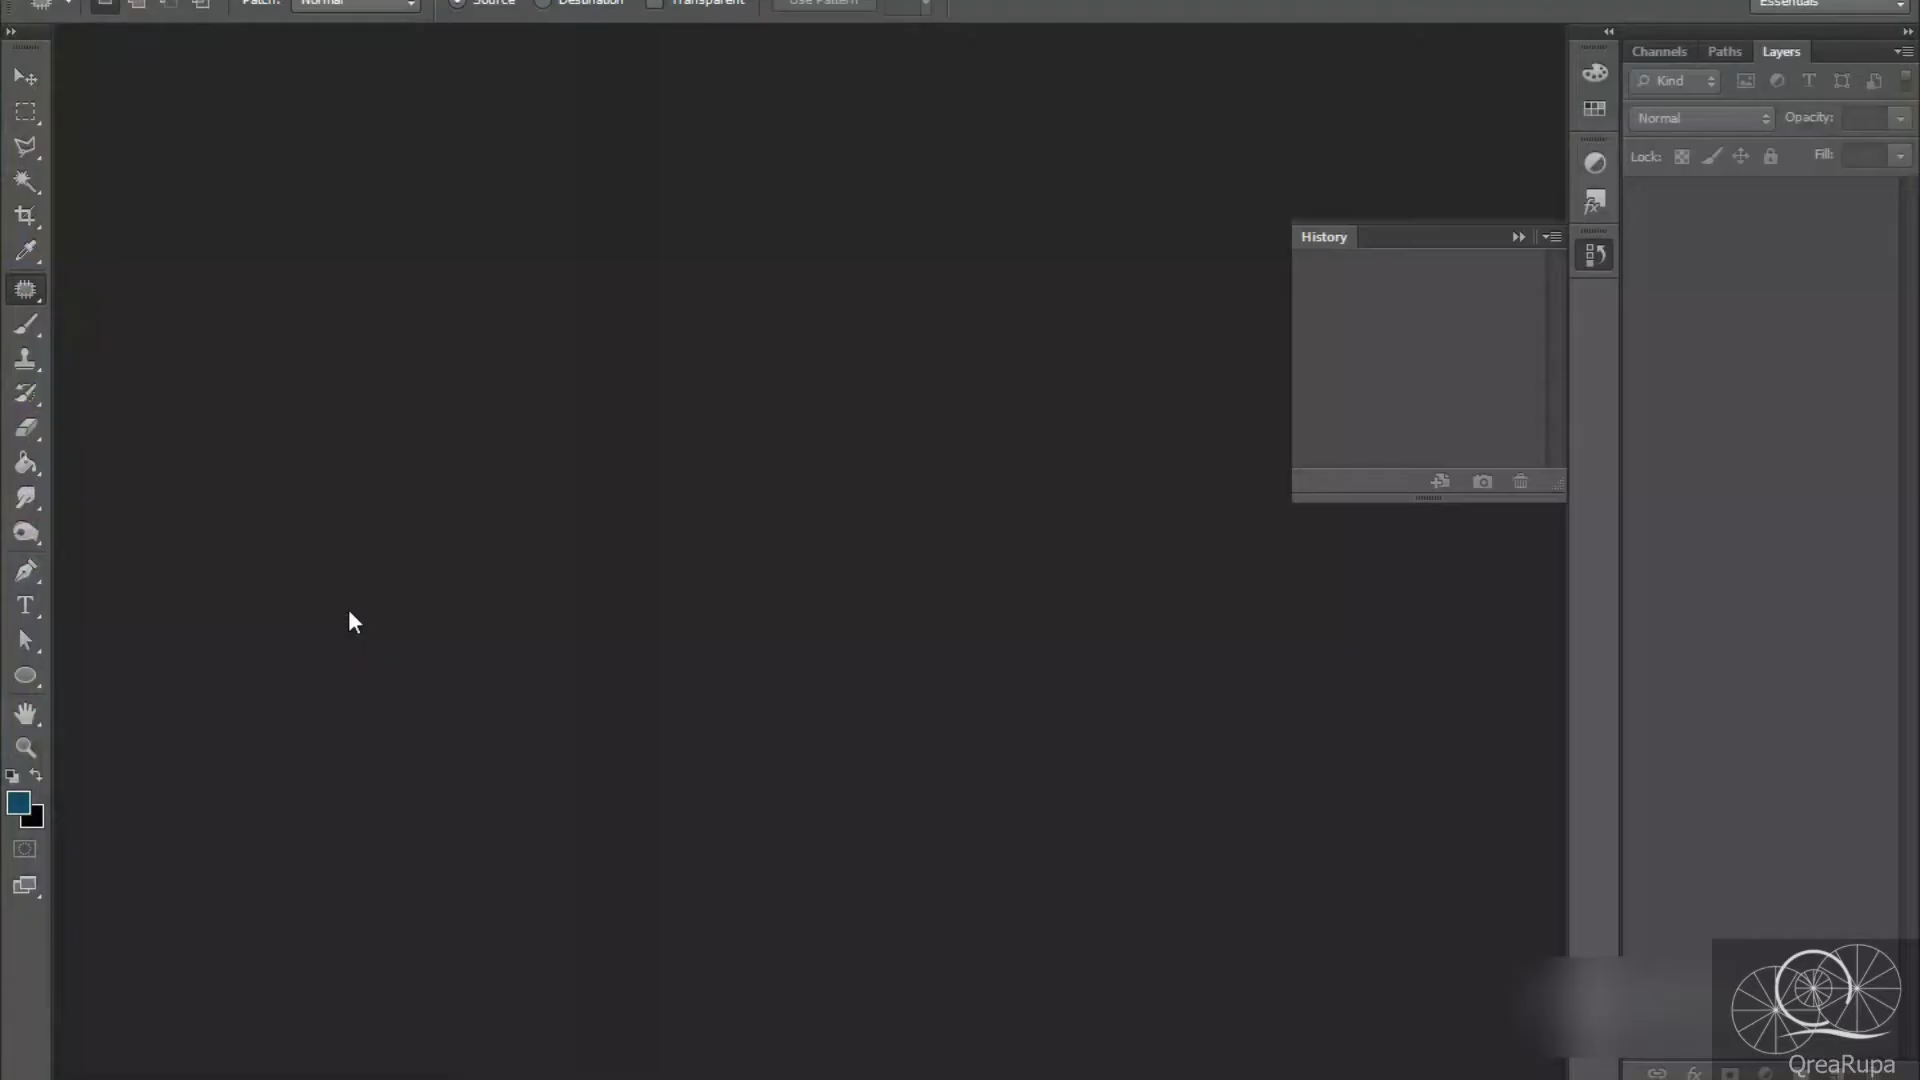 Patch: Normal Source Destination Transparent Use Pattern Essentials
Channels Paths Layers
Kind
Normal Opacity:
Lock: Fill:
History
QreaRupa